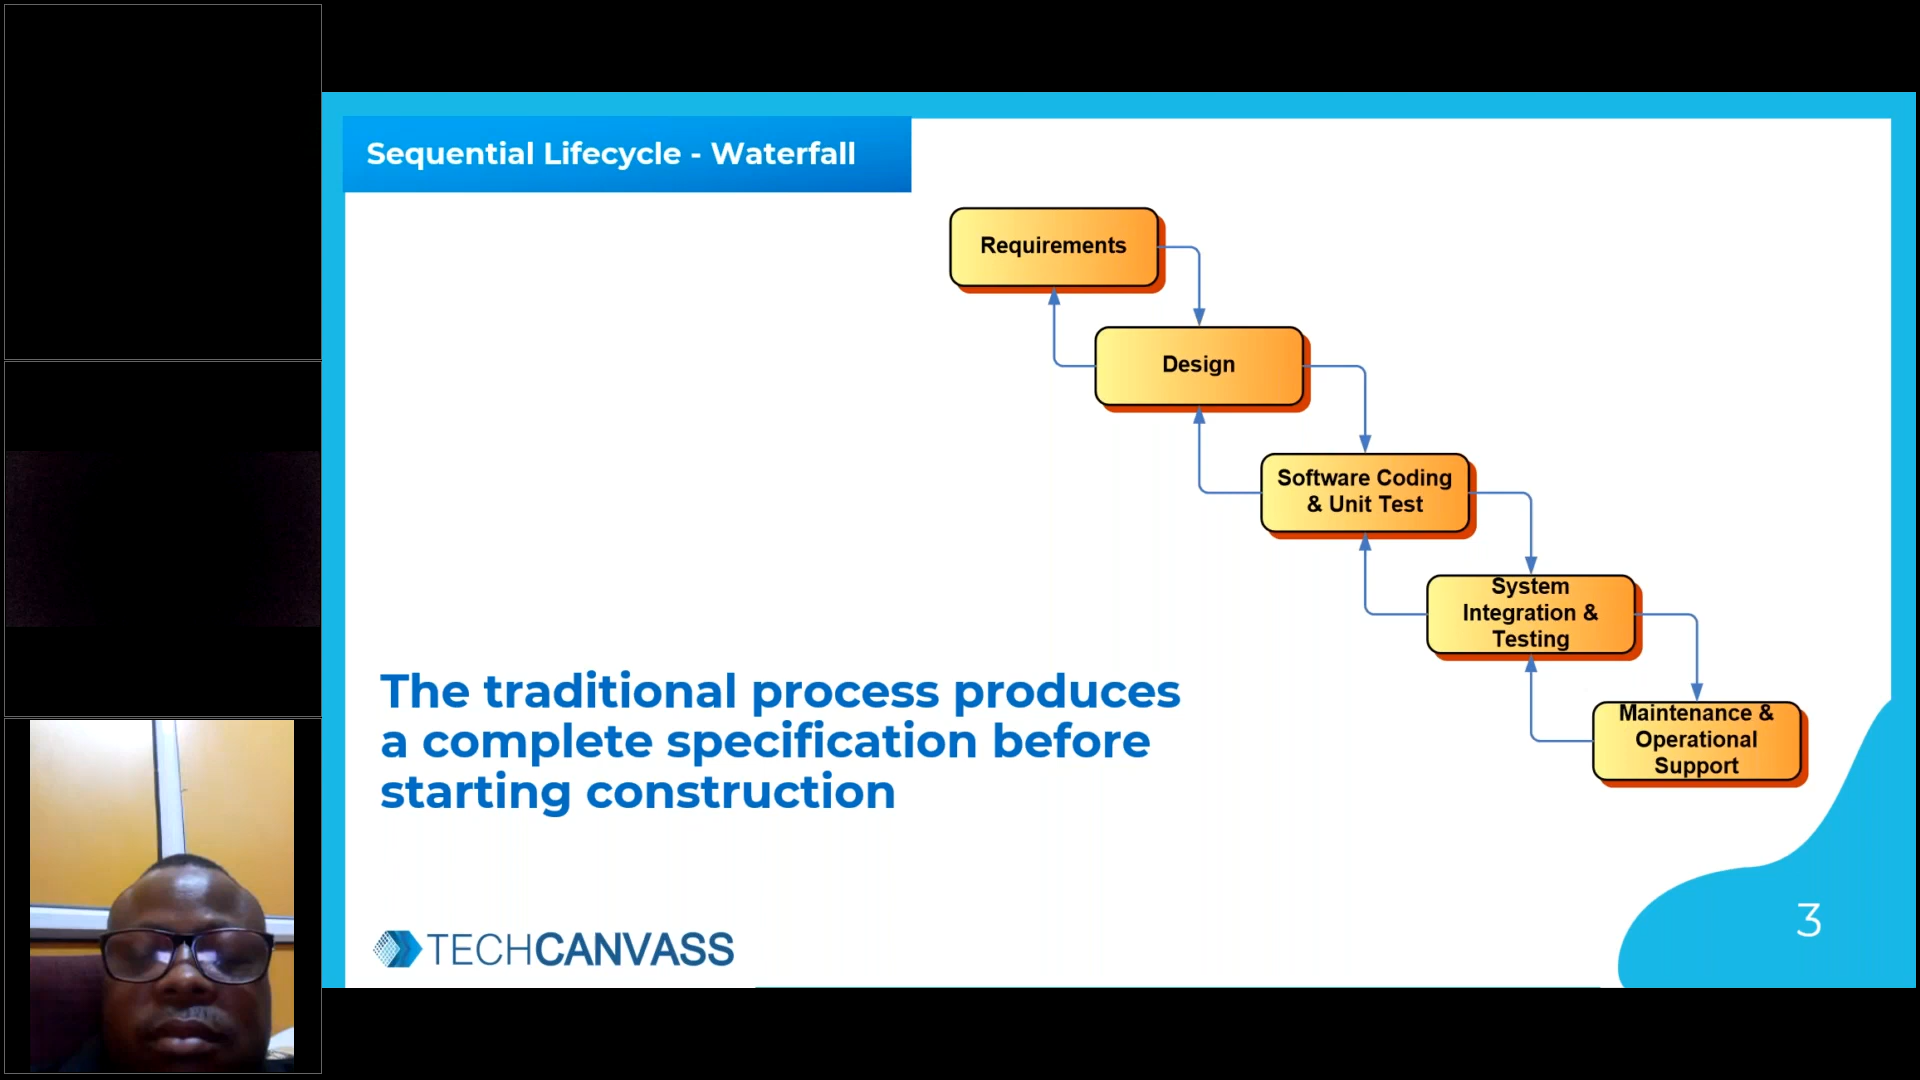 Sequential Lifecycle - Waterfall
Requirements
Design
Software Coding
& Unit Test
System
Integration &
Testing
Maintenance &
Operational
Support
The traditional process produces
a complete specification before
starting construction
TECHCANVASS
3